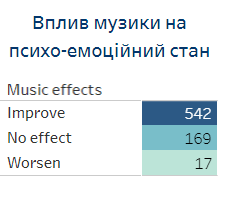 Вплив музики на
психо-емоційний стан
Music effects
Improve 542
No effect 169
Worsen 17